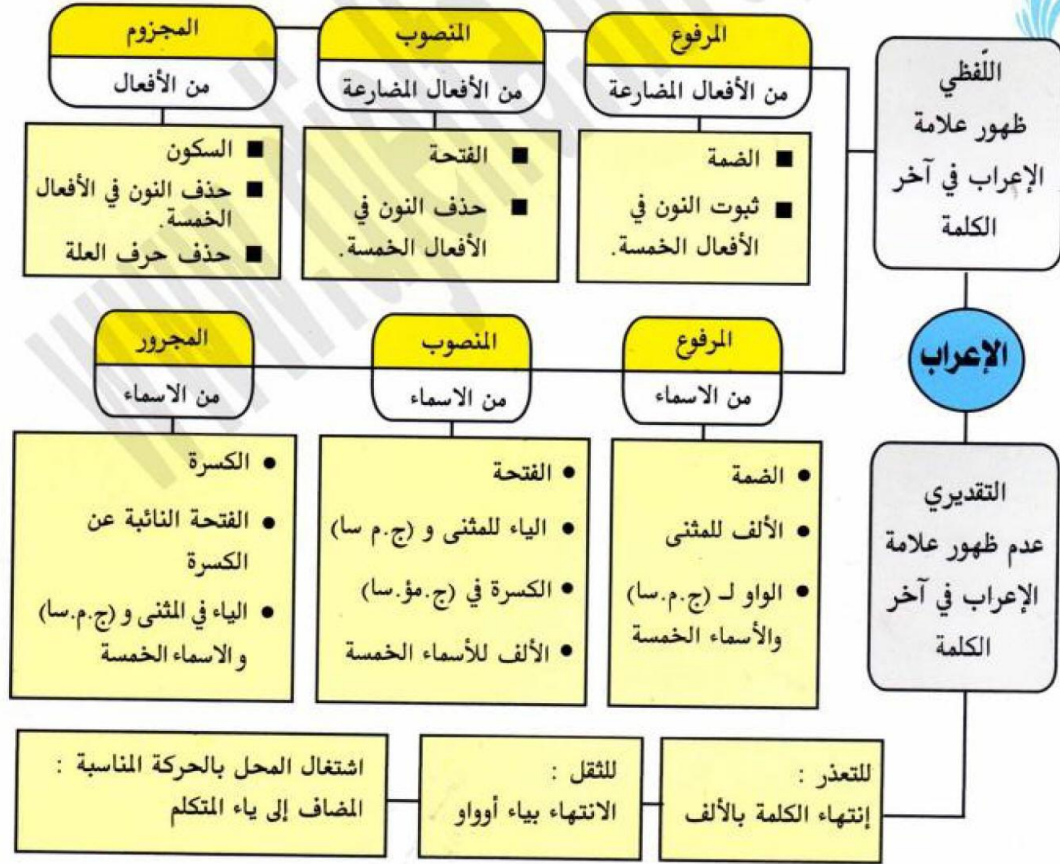 اللّفظي
ظهور علامة
الإعراب في آخر
الكلمة
المرفوع
من الأفعال المضارعة
■ الضمة
■ ثبوت النون في
الأفعال الخمسة.
المنصوب
من الأفعال المضارعة
■ الفتحة
■ حذف النون في
الأفعال الخمسة.
المجزوم
من الأفعال
■ السكون
■ حذف النون في الأفعال
الخمسة.
■ حذف حرف العلة
الإعراب
المرفوع
من الاسماء
• الضمة
• الألف للمثنى
• الواو لـ (ج.م.سا)
والأسماء الخمسة
المنصوب
من الاسماء
• الفتحة
• الياء للمثنى و (ج.م سا)
• الكسرة في (ج.مؤ.سا)
• الألف للأسماء الخمسة
المجرور
من الاسماء
• الكسرة
• الفتحة النائبة عن
الكسرة
• الياء في المثنى و (ج.م.سا)
و الاسماء الخمسة
التقديري
عدم ظهور علامة
الإعراب في آخر
الكلمة
للتعذر :
إنتهاء الكلمة بالألف
للثقل :
الانتهاء بياء أوواو
اشتغال المحل بالحركة المناسبة :
المضاف إلى ياء المتكلم